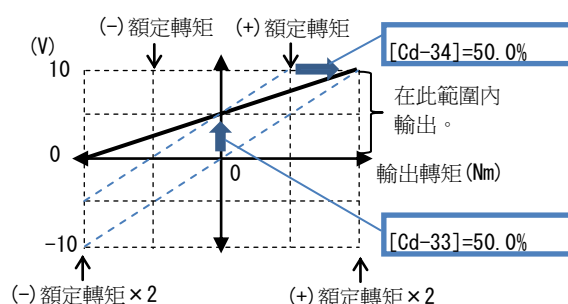 (-)額定轉矩
(+)額定轉矩
(V)
[Cd-34]=50.0%
10
10
在此範圍內
輸出。
0
0
輸出轉矩(Nm)
[Cd-33]=50.0%
-10
(-)額定轉矩×2
(+)額定轉矩×2